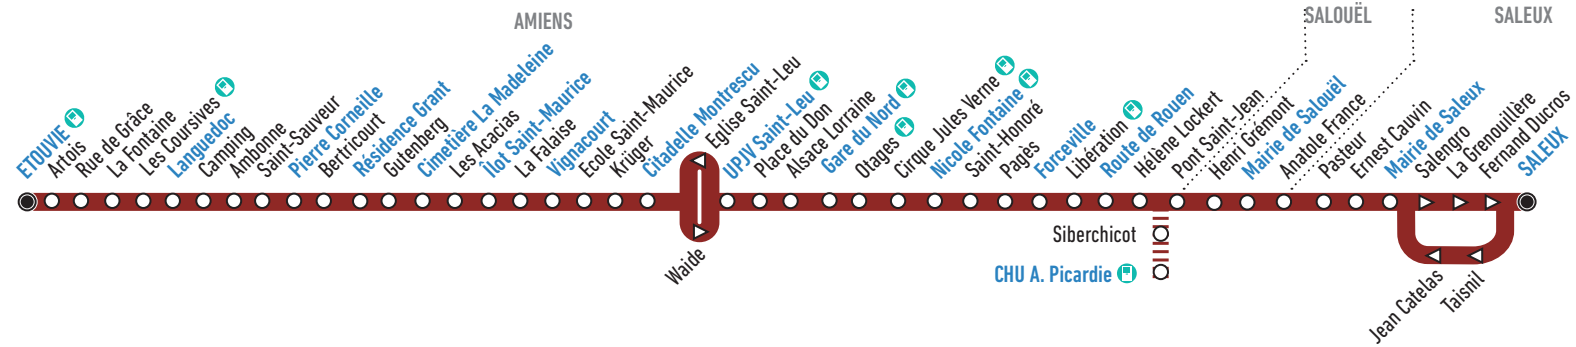 AMIENS
SALOUËL
SALEUX
ETOUVIE
Artois
Rue de Grâce
La Fontaine
Les Coursives
Languedoc
Camping
Ambonne
Saint-Sauveur
Pierre Corneille
Bertricourt
Résidence Grant
Gutenberg
Cimetière La Madeleine
Les Acacias
Îlot Saint-Maurice
La Falaise
Vignacourt
Ecole Saint-Maurice
Krüger
Citadelle Montrescu
Eglise Saint-Leu
UPJV Saint-Leu
Place du Don
Alsace Lorraine
Gare du Nord
Otages
Cirque Jules Verne
Nicole Fontaine
Saint-Honoré
Pagès
Forceville
Libération
Route de Rouen
Hélène Lockert
Pont Saint-Jean
Henri Grémont
Mairie de Salouël
Anatole France
Pasteur
Ernest Cauvin
Mairie de Saleux
Salengro
La Grenouillère
Fernand Ducros
SALEUX
Waide
Siberchicot
CHU A. Picardie
Jean Catelas
Taisnil